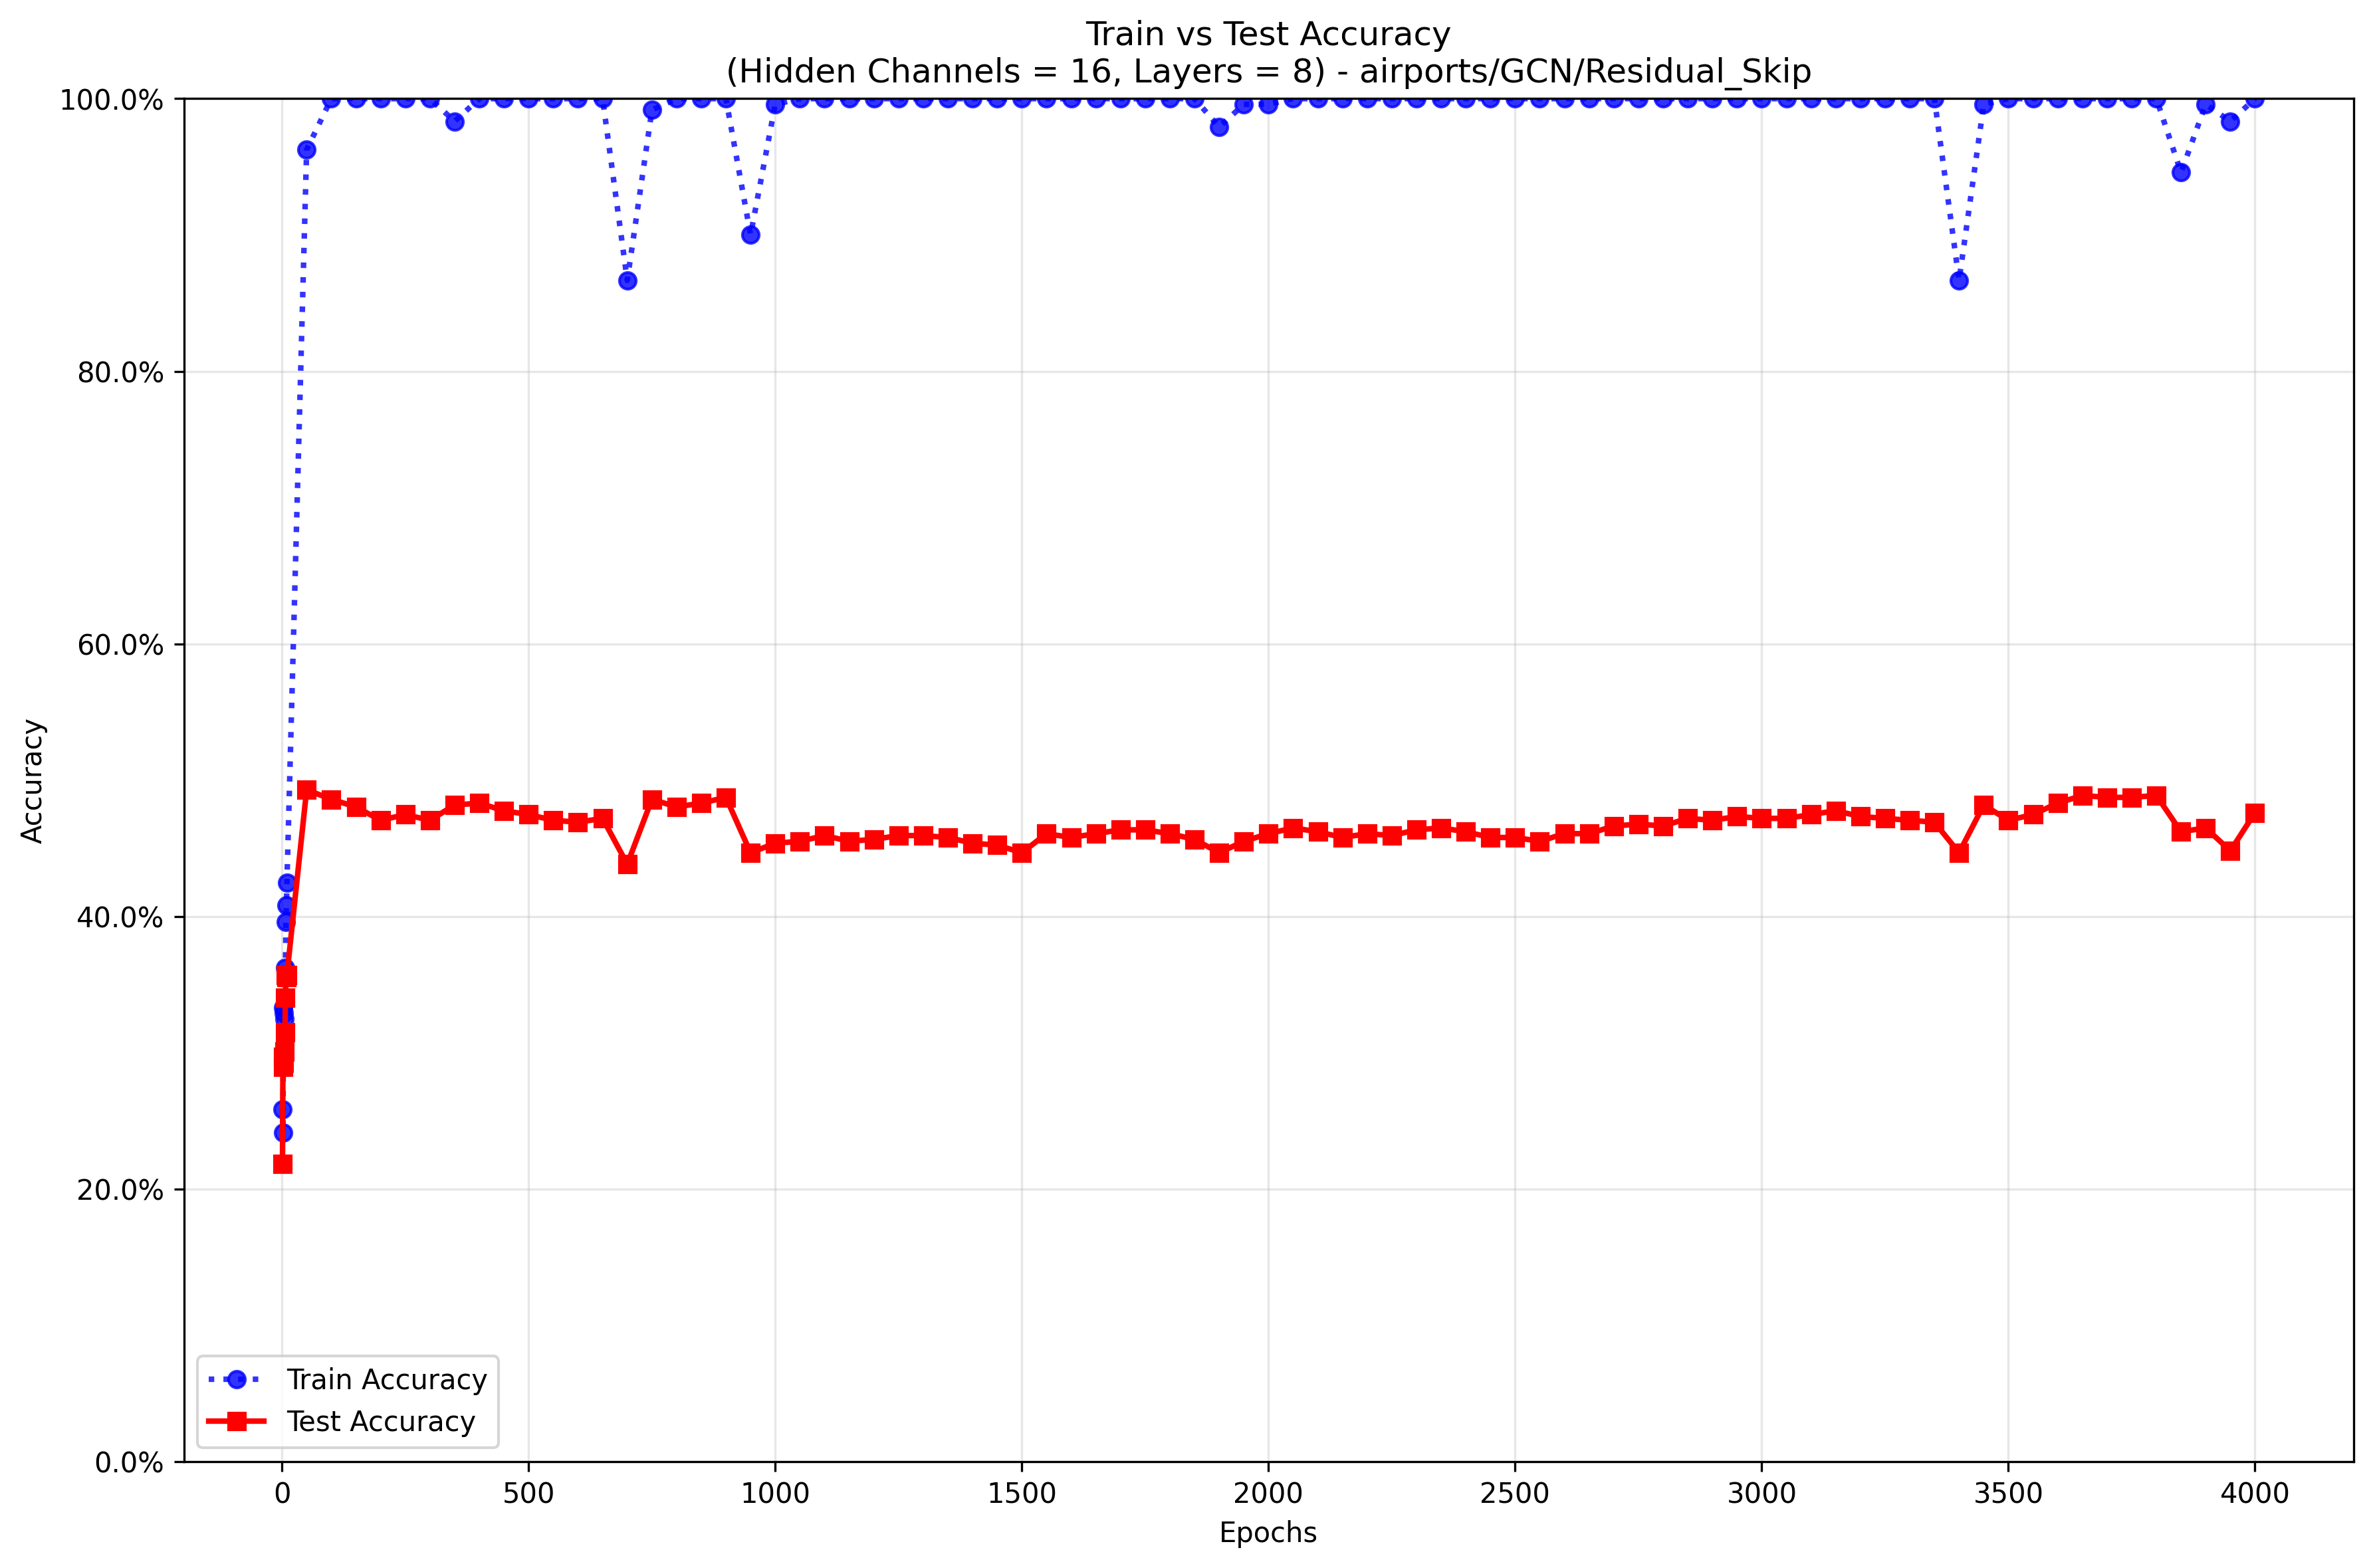 Train vs Test Accuracy
(Hidden Channels = 16, Layers = 8) - airports/GCN/Residual_Skip
100.0%
80.0%
60.0%
40.0%
20.0%
0.0%
Accuracy
Train Accuracy
Test Accuracy
0 500 1000 1500 2000 2500 3000 3500 4000
Epochs